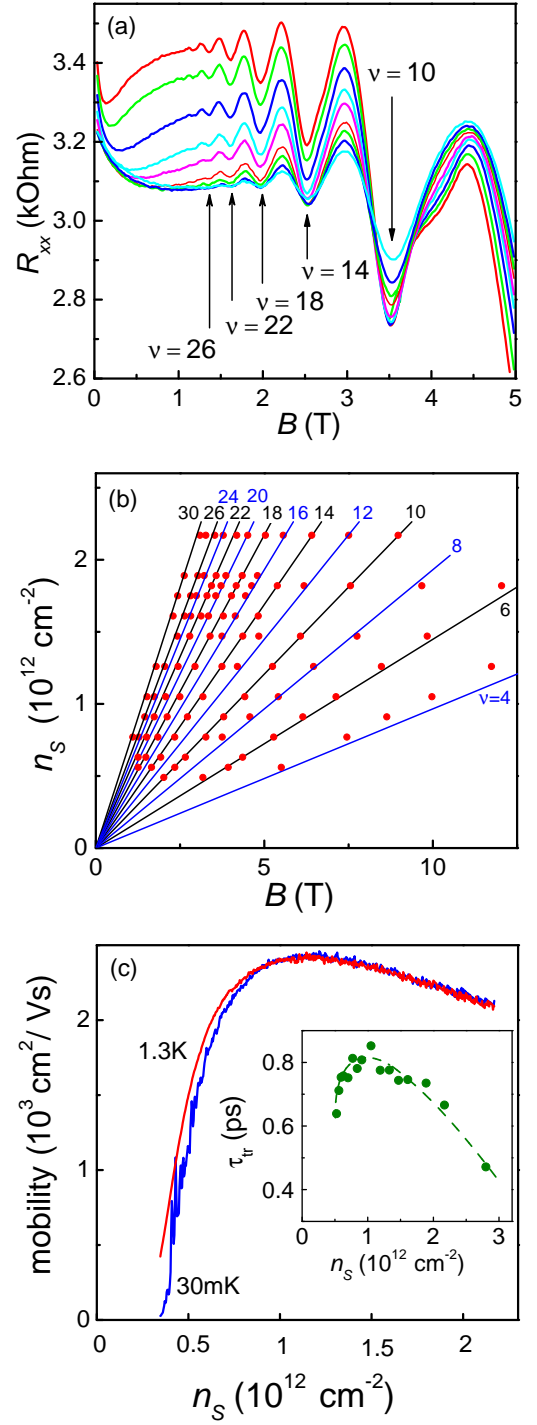 (a)
3.4
3.2
3.0
2.8
2.6
R_xx (kOhm)
ν = 10
ν = 14
ν = 18
ν = 22
ν = 26
0 1 2 3 4 5
B (T)
(b)
24 20
30 26 22 18 16 14 12 10
8
6
ν=4
2
1
0
n_S (10^12 cm^-2)
0 5 10
B (T)
(c)
2
1
0
mobility (10^3 cm^2/ Vs)
1.3K
30mK
0.8
0.6
0.4
τ_tr (ps)
0 1 2 3
n_S (10^12 cm^-2)
0 0.5 1 1.5 2
n_S (10^12 cm^-2)